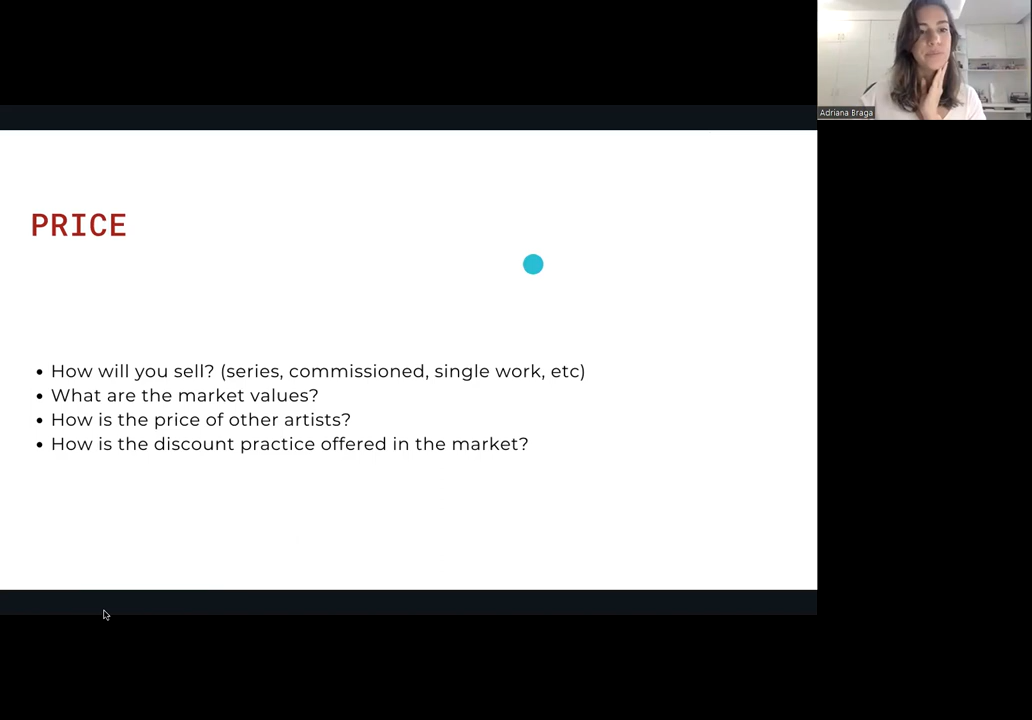 Adriana Braga
PRICE
• How will you sell? (series, commissioned, single work, etc)
• What are the market values?
• How is the price of other artists?
• How is the discount practice offered in the market?